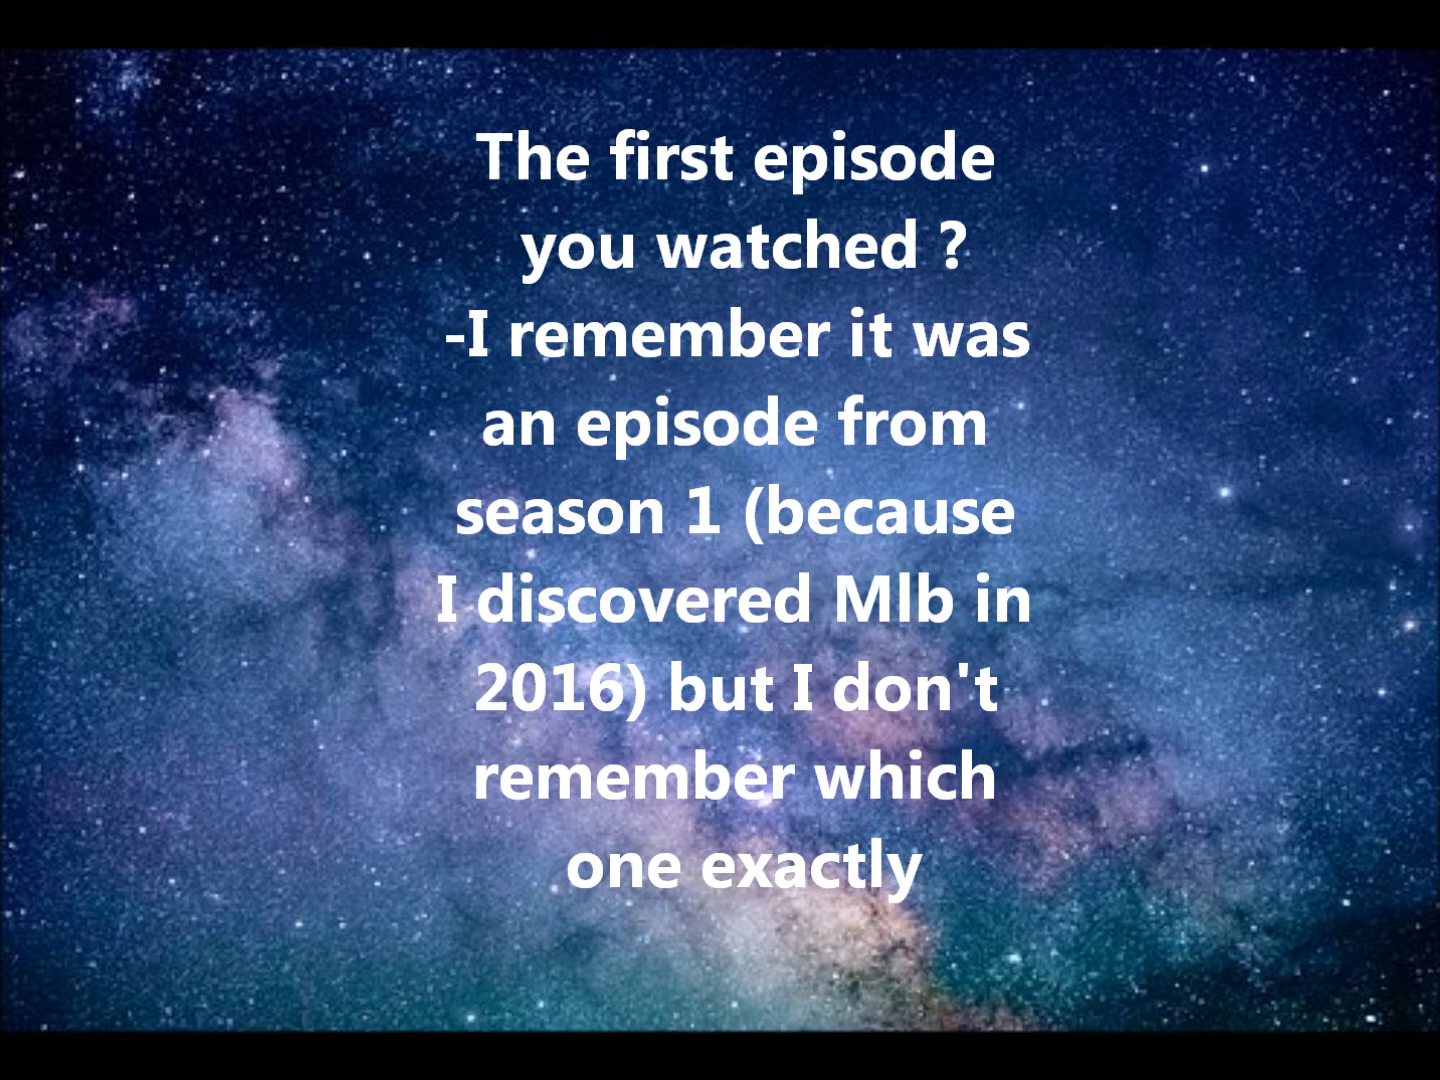 The first episode
you watched ?
-I remember it was
an episode from
season 1 (because
I discovered Mlb in
2016) but I don't
remember which
one exactly